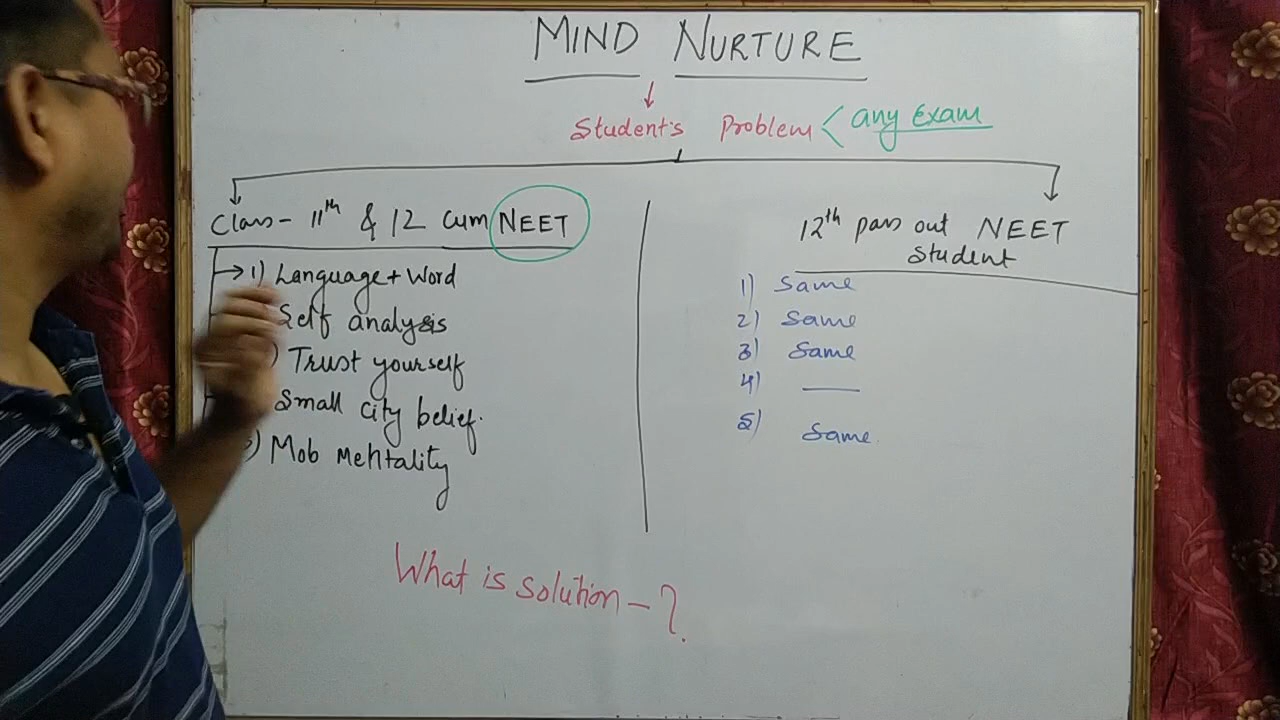 MIND NURTURE
↓
Student's Problem < any Exam
Class - 11th & 12 cum NEET
→ 1) Language + Word
Self analysis
) Trust yourself
Small city belief.
) Mob Mentality
12th pass out NEET
Student
1) Same
2) Same
3) Same
4) —
5) Same.
What is solution - ?